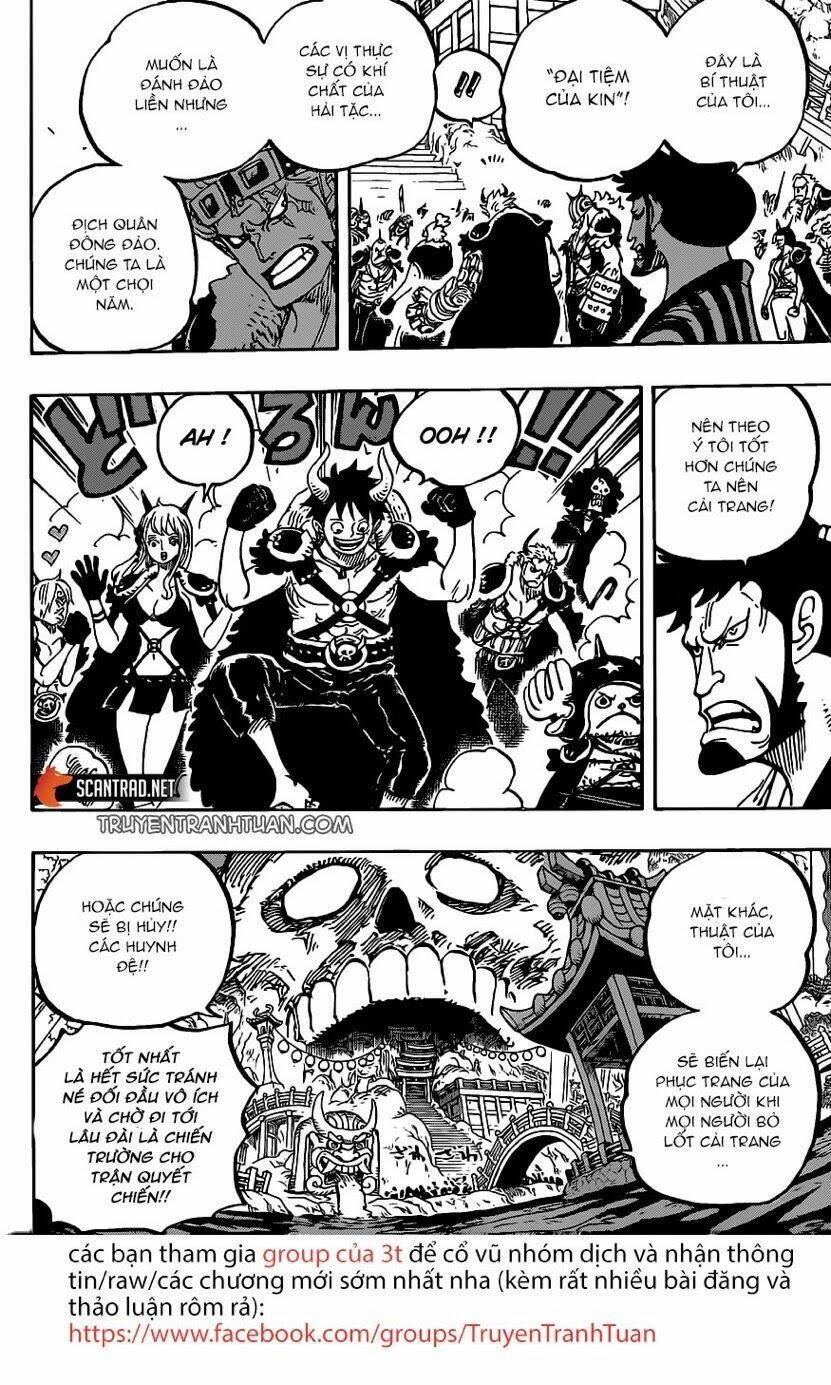 ĐÂY LÀ
BÍ THUẬT
CỦA TÔI...
"ĐẠI TIỆM
CỦA KIN"!
!!
CÁC VỊ THỰC
SỰ CÓ KHÍ
CHẤT CỦA
HẢI TẶC...
MUỐN LÀ
ĐÁNH ĐẢO
LIỀN NHƯNG
...
ĐỊCH QUÂN
ĐÔNG ĐẢO.
CHÚNG TA LÀ
MỘT CHỌI
NĂM.
NÊN THEO
Ý TÔI TỐT
HƠN CHÚNG
TA NÊN
CẢI TRANG!
どろんっ!!
OOH !!
AH !
SCANTRAD.NET
TRUYENTRANHTUAN.COM
MẶT KHÁC,
THUẬT CỦA
TÔI...
SẼ BIẾN LẠI
PHỤC TRANG CỦA
MỌI NGƯỜI KHI
MỌI NGƯỜI BỎ
LỐT CẢI TRANG
...
HOẶC CHÚNG
SẼ BỊ HỦY!!
CÁC HUYNH
ĐỆ!!
TỐT NHẤT
LÀ HẾT SỨC TRÁNH
NÉ ĐỐI ĐẦU VÔ ÍCH
VÀ CHỜ ĐI TỚI
LÂU ĐÀI LÀ CHIẾN
TRƯỜNG CHO
TRẬN QUYẾT
CHIẾN!!
các bạn tham gia group của 3t để cổ vũ nhóm dịch và nhận thông
tin/raw/các chương mới sớm nhất nha (kèm rất nhiều bài đăng và
thảo luận rôm rả):
https://www.facebook.com/groups/TruyenTranhTuan